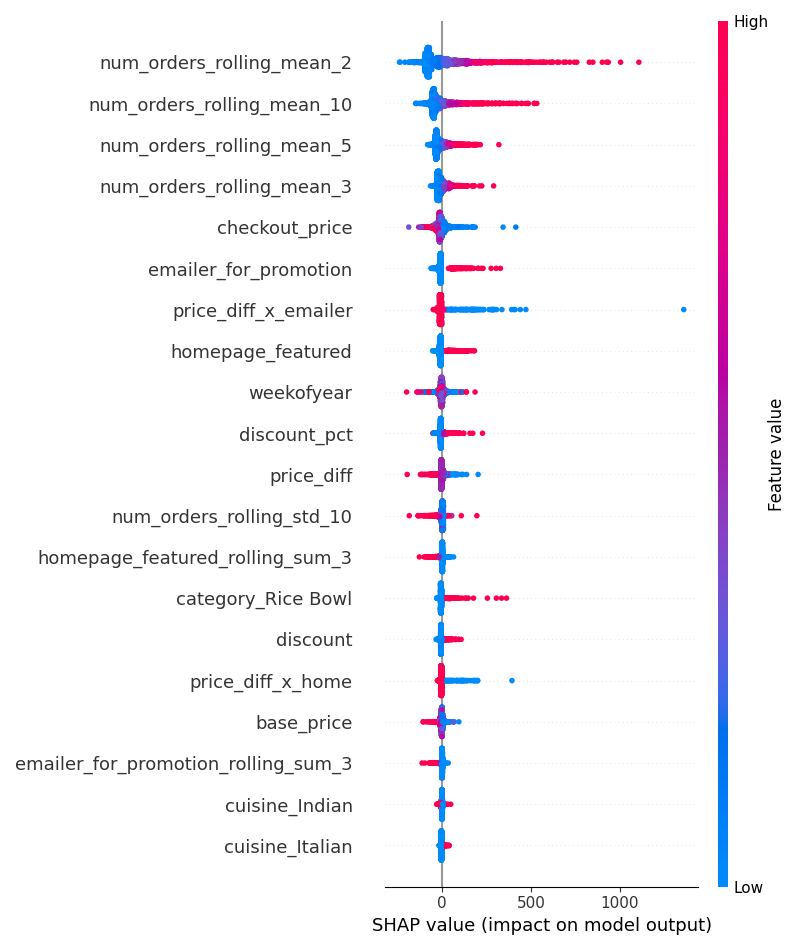 High
num_orders_rolling_mean_2
num_orders_rolling_mean_10
num_orders_rolling_mean_5
num_orders_rolling_mean_3
checkout_price
emailer_for_promotion
price_diff_x_emailer
homepage_featured
weekofyear
discount_pct
price_diff
num_orders_rolling_std_10
homepage_featured_rolling_sum_3
category_Rice Bowl
discount
price_diff_x_home
base_price
emailer_for_promotion_rolling_sum_3
cuisine_Indian
cuisine_Italian
Feature value
Low
0 500 1000
SHAP value (impact on model output)